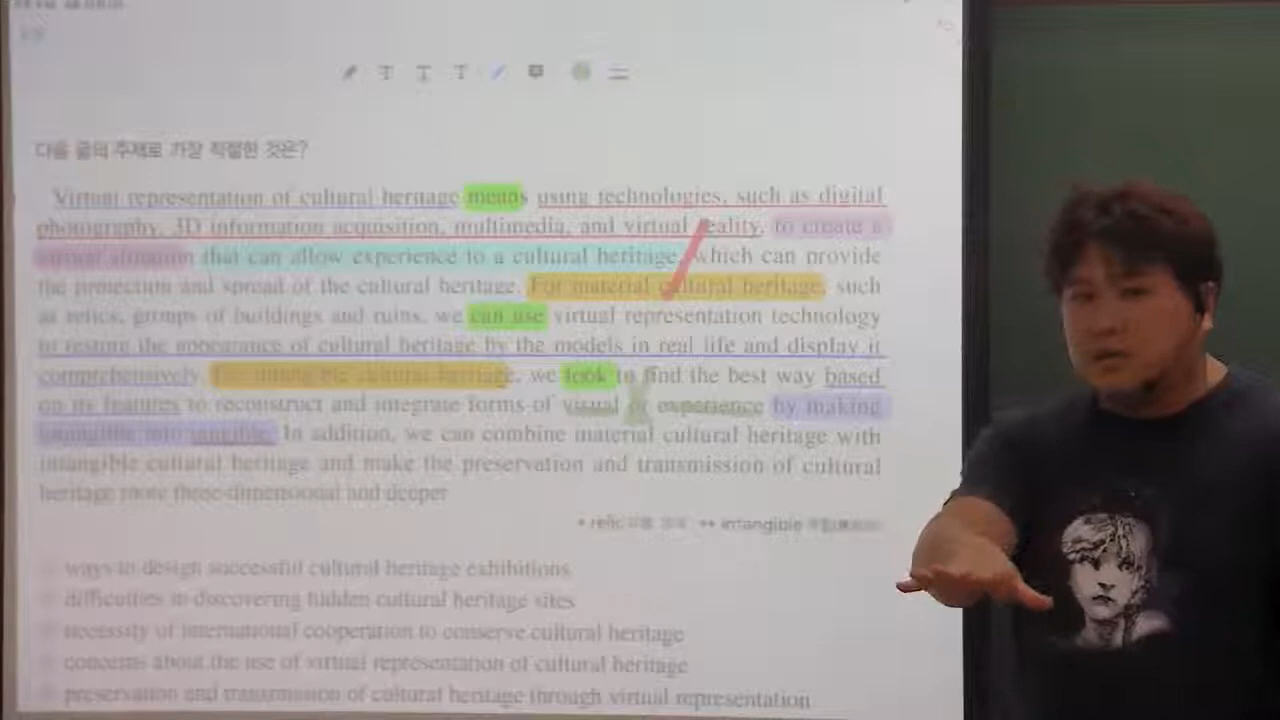 다음 글의 주제로 가장 적절한 것은?
Virtual representation of cultural heritage means using technologies, such as digital
photography, 3D information acquisition, multimedia, and virtual reality, to create a
virtual situation that can allow experience to a cultural heritage, which can provide
the protection and spread of the cultural heritage. For material cultural heritage, such
as relics, groups of buildings and ruins, we can use virtual representation technology
to restore the appearance of cultural heritage by the models in real life and display it
comprehensively. For intangible cultural heritage, we look to find the best way based
on its features to reconstruct and integrate forms of visual or experience by making
intangible into tangible. In addition, we can combine material cultural heritage with
intangible cultural heritage and make the preservation and transmission of cultural
heritage more three-dimensional and deeper
* relic ** intangible
ways to design successful cultural heritage exhibitions
difficulties in discovering hidden cultural heritage sites
necessity of international cooperation to conserve cultural heritage
concerns about the use of virtual representation of cultural heritage
preservation and transmission of cultural heritage through virtual representation